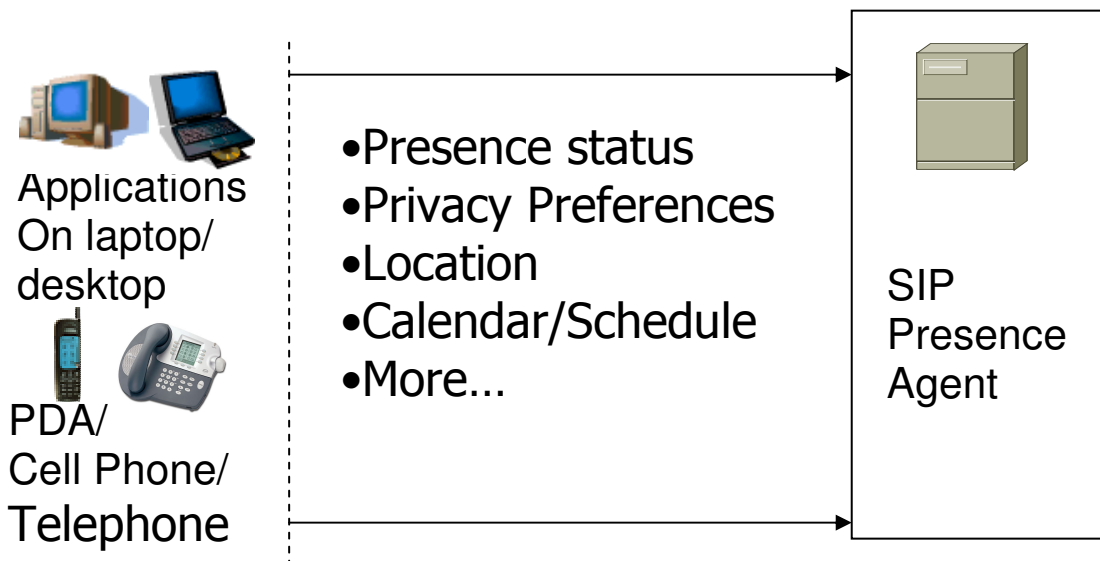 Applications
On laptop/
desktop
PDA/
Cell Phone/
Telephone
•Presence status
•Privacy Preferences
•Location
•Calendar/Schedule
•More...
SIP
Presence
Agent